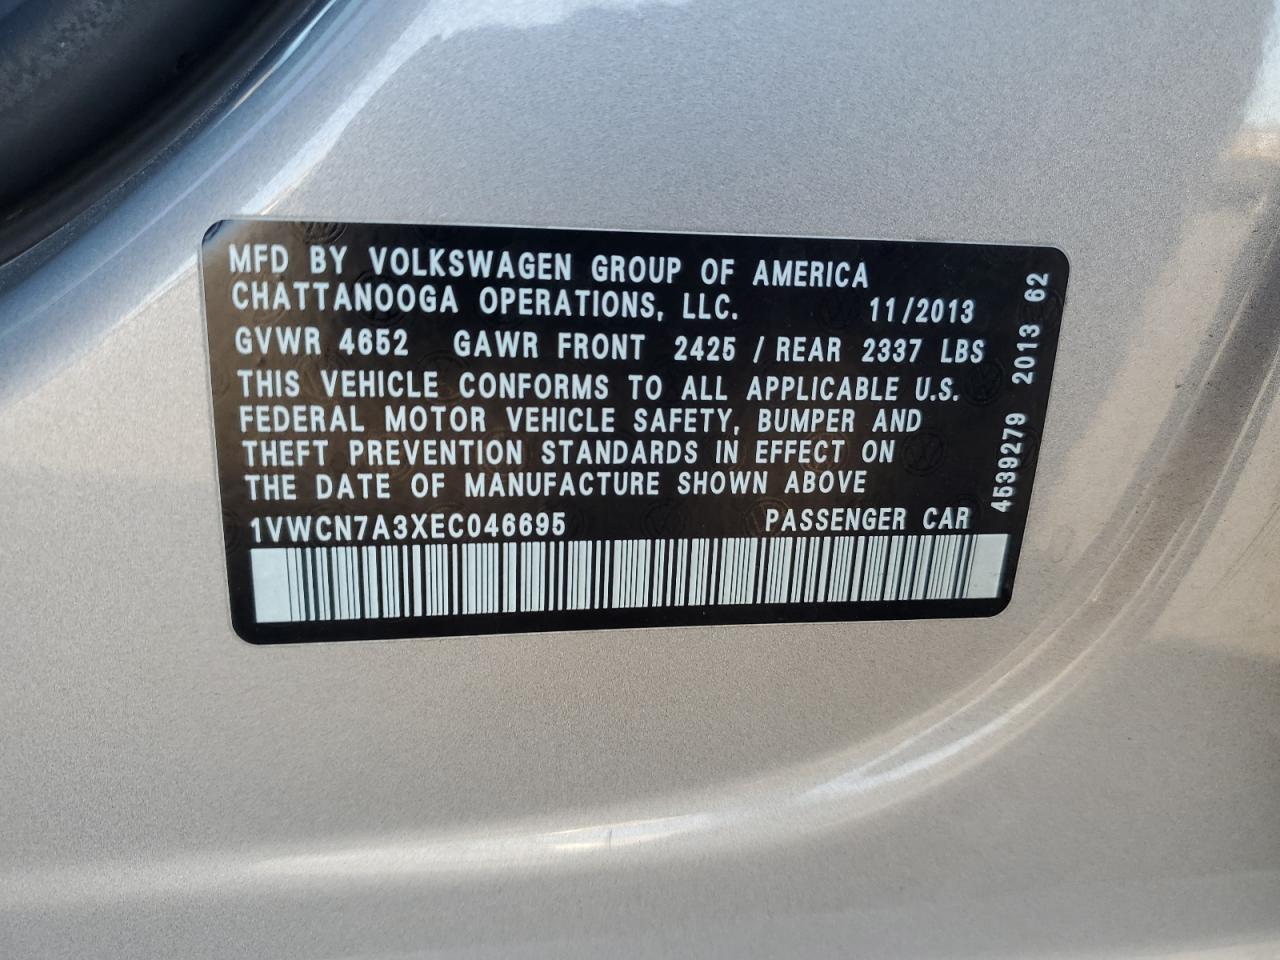 MFD BY VOLKSWAGEN GROUP OF AMERICA
CHATTANOOGA OPERATIONS, LLC. 11/2013
GVWR 4652 GAWR FRONT 2425 / REAR 2337 LBS
THIS VEHICLE CONFORMS TO ALL APPLICABLE U.S.
FEDERAL MOTOR VEHICLE SAFETY, BUMPER AND
THEFT PREVENTION STANDARDS IN EFFECT ON
THE DATE OF MANUFACTURE SHOWN ABOVE
1VWCN7A3XEC046695 PASSENGER CAR
4539279 2013 62